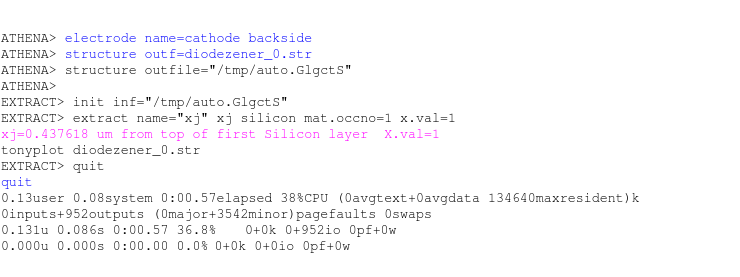 ATHENA> electrode name=cathode backside
ATHENA> structure outf=diodezener_0.str
ATHENA> structure outfile="/tmp/auto.GlgctS"
ATHENA>
EXTRACT> init inf="/tmp/auto.GlgctS"
EXTRACT> extract name="xj" xj silicon mat.occno=1 x.val=1
xj=0.437618 um from top of first Silicon layer  X.val=1
tonyplot diodezener_0.str
EXTRACT> quit
quit
0.13user 0.08system 0:00.57elapsed 38%CPU (0avgtext+0avgdata 134640maxresident)k
0inputs+952outputs (0major+3542minor)pagefaults 0swaps
0.131u 0.086s 0:00.57 36.8%    0+0k 0+952io 0pf+0w
0.000u 0.000s 0:00.00 0.0% 0+0k 0+0io 0pf+0w